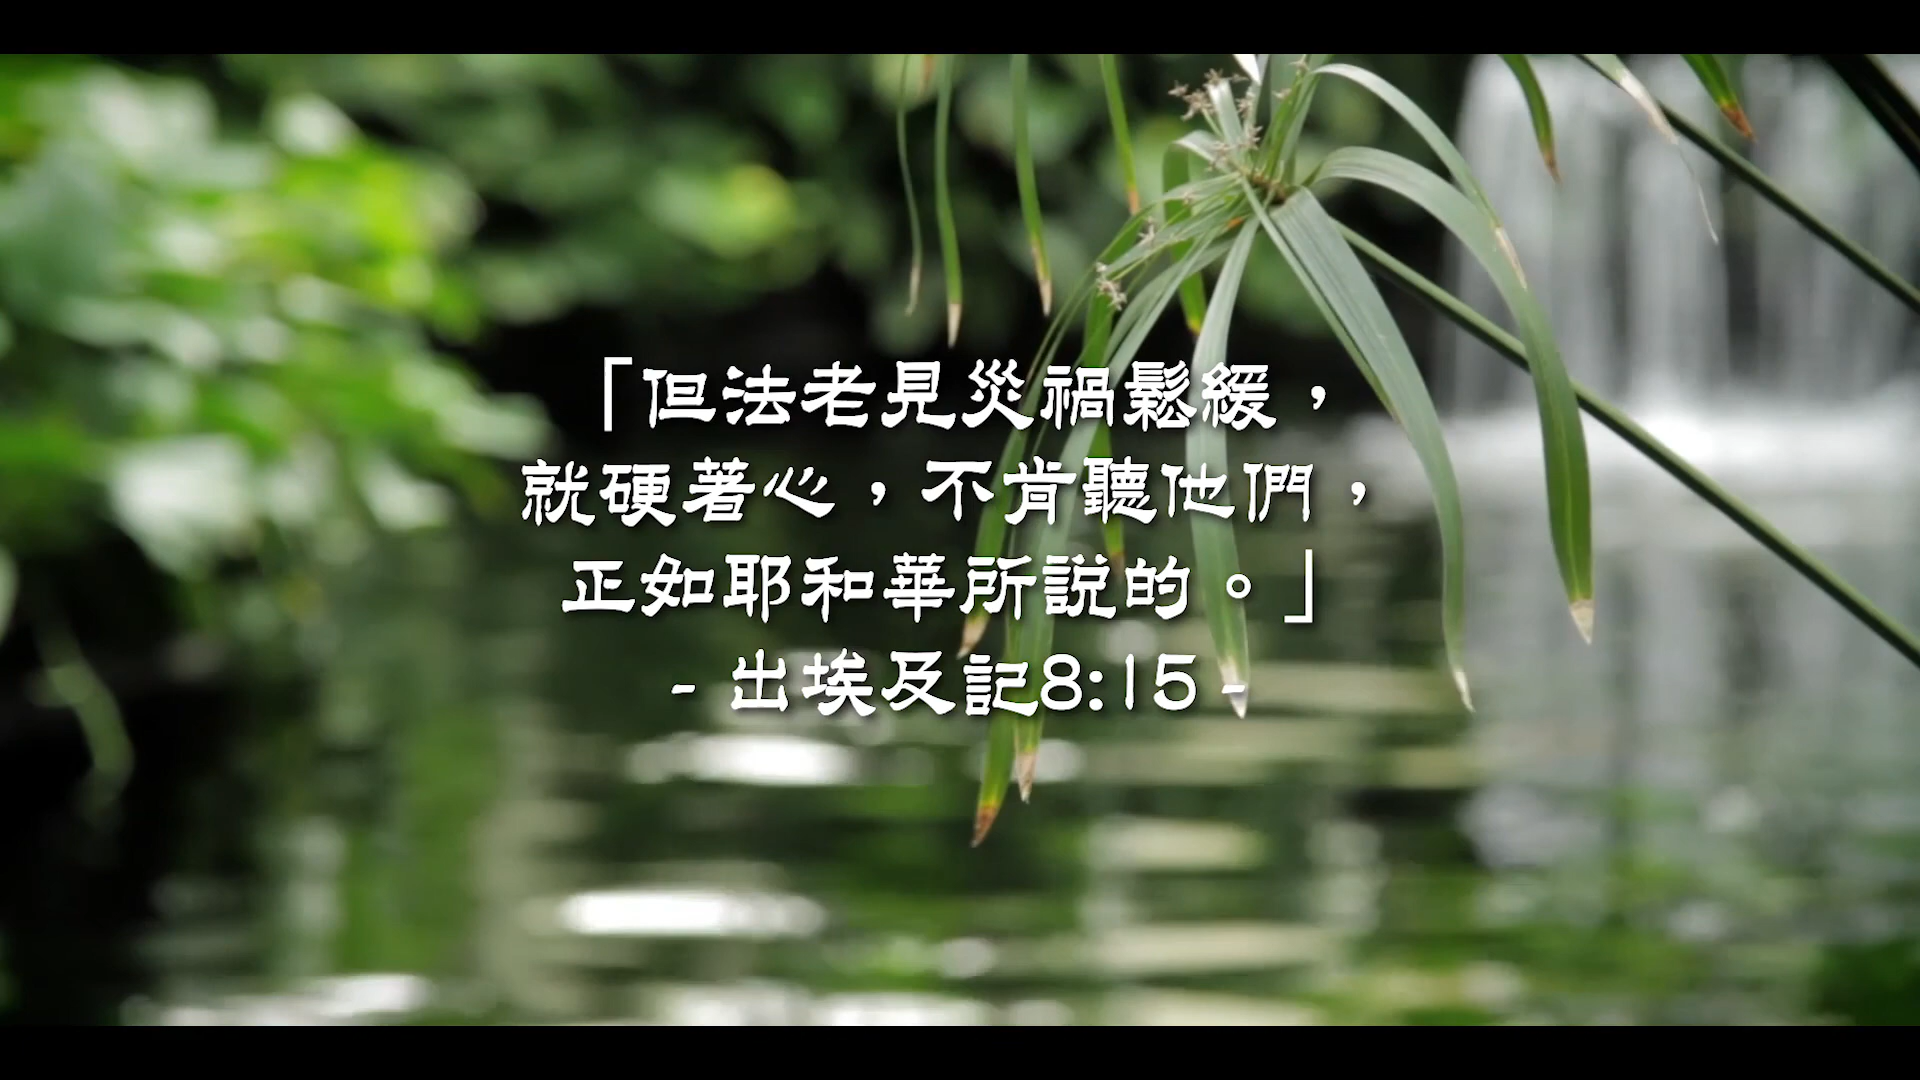 「但法老見災禍鬆緩，
就硬著心，不肯聽他們，
正如耶和華所說的。」
- 出埃及記8:15 -